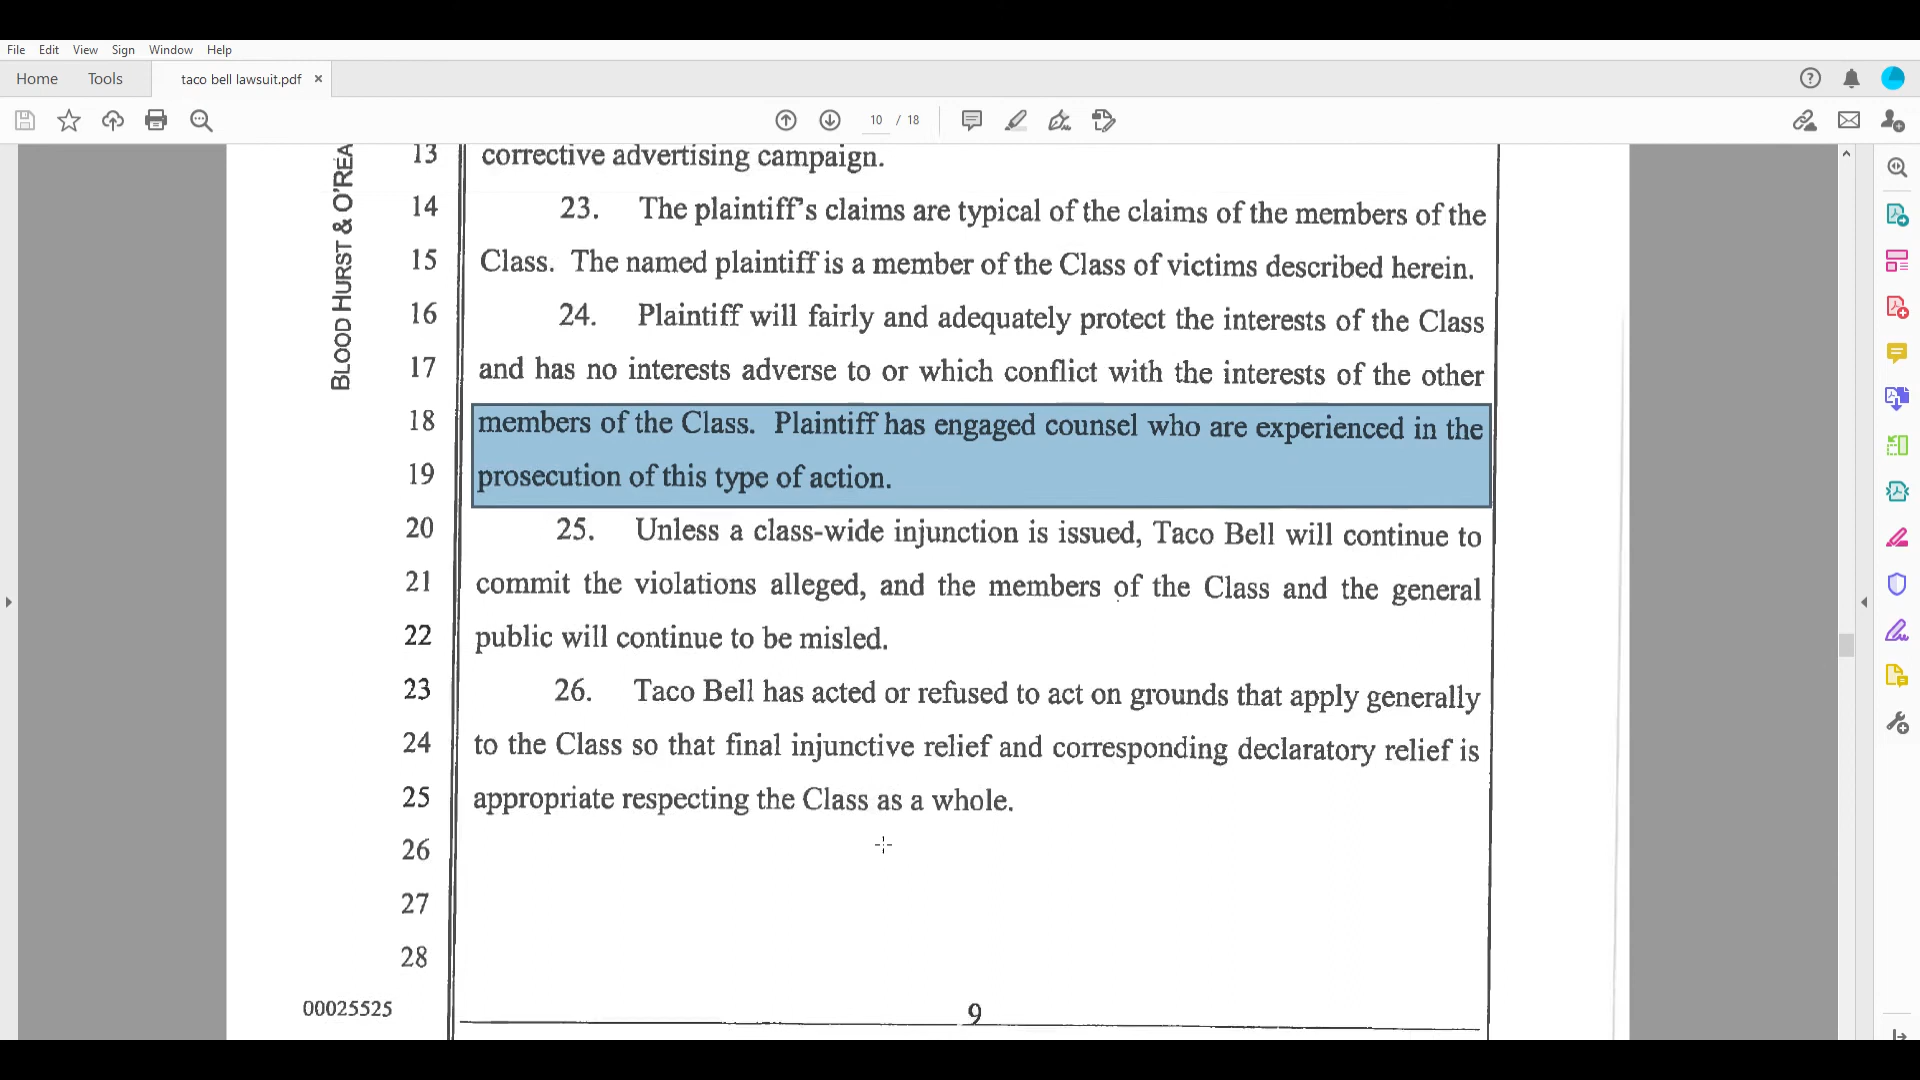 File Edit View Sign Window Help
Home Tools taco bell lawsuit.pdf ×
10 / 18
BLOOD HURST & O'REA
13 corrective advertising campaign.
14 23. The plaintiff's claims are typical of the claims of the members of the
15 Class. The named plaintiff is a member of the Class of victims described herein.
16 24. Plaintiff will fairly and adequately protect the interests of the Class
17 and has no interests adverse to or which conflict with the interests of the other
18 members of the Class. Plaintiff has engaged counsel who are experienced in the
19 prosecution of this type of action.
20 25. Unless a class-wide injunction is issued, Taco Bell will continue to
21 commit the violations alleged, and the members of the Class and the general
22 public will continue to be misled.
23 26. Taco Bell has acted or refused to act on grounds that apply generally
24 to the Class so that final injunctive relief and corresponding declaratory relief is
25 appropriate respecting the Class as a whole.
26
27
28
00025525 9